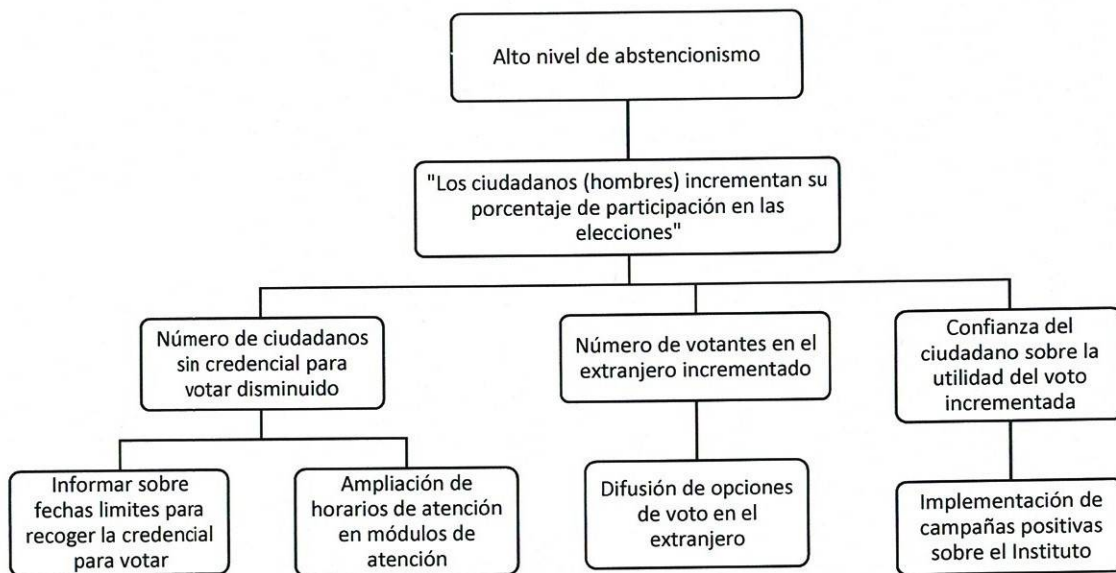 Alto nivel de abstencionismo
"Los ciudadanos (hombres) incrementan su
porcentaje de participación en las
elecciones"
Número de ciudadanos
sin credencial para
votar disminuido
Número de votantes en el
extranjero incrementado
Confianza del
ciudadano sobre la
utilidad del voto
incrementada
Informar sobre
fechas limites para
recoger la credencial
para votar
Ampliación de
horarios de atención
en módulos de
atención
Difusión de opciones
de voto en el
extranjero
Implementación de
campañas positivas
sobre el Instituto